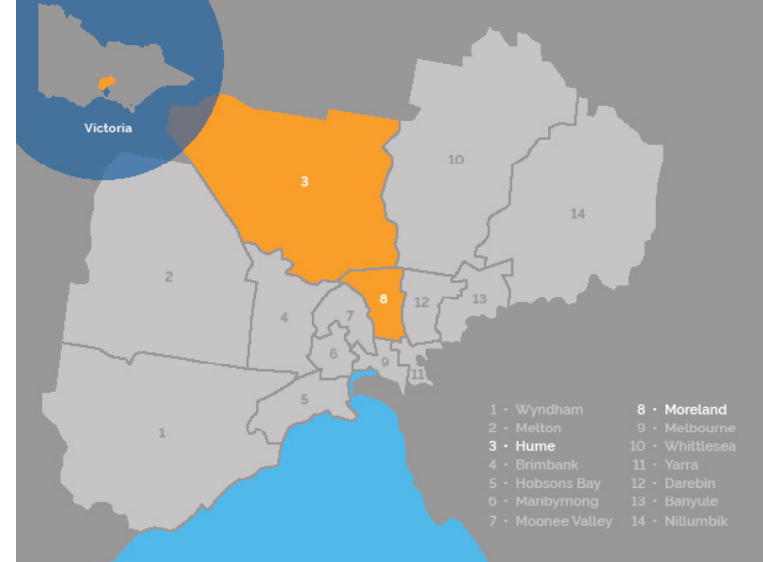 Victoria
3
10
14
2
8
12
13
4
7
6
9
11
5
1
1 • Wyndham
2 • Melton
3 • Hume
4 • Brimbank
5 • Hobsons Bay
6 • Maribyrnong
7 • Moonee Valley
8 • Moreland
9 • Melbourne
10 • Whittlesea
11 • Yarra
12 • Darebin
13 • Banyule
14 • Nillumbik